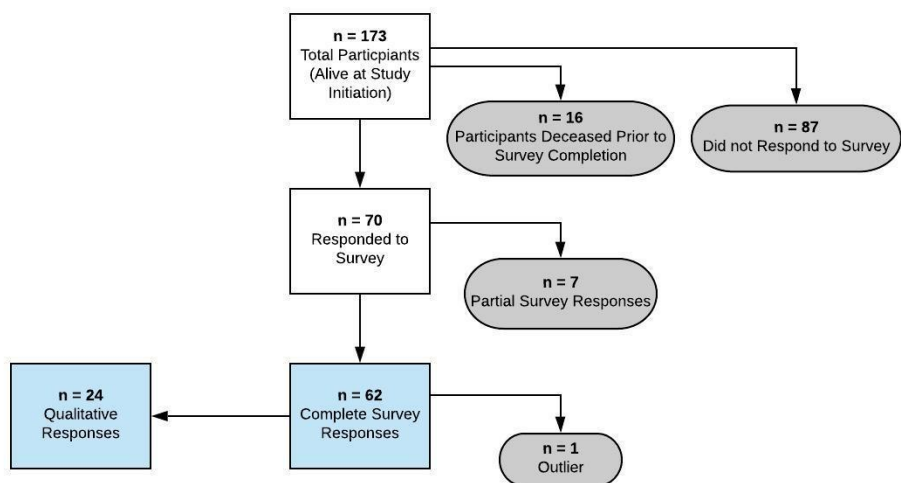 n = 173
Total Particpiants
(Alive at Study
Initiation)
n = 16
Participants Deceased Prior to
Survey Completion
n = 87
Did not Respond to Survey
n = 70
Responded to
Survey
n = 7
Partial Survey Responses
n = 24
Qualitative
Responses
n = 62
Complete Survey
Responses
n = 1
Outlier